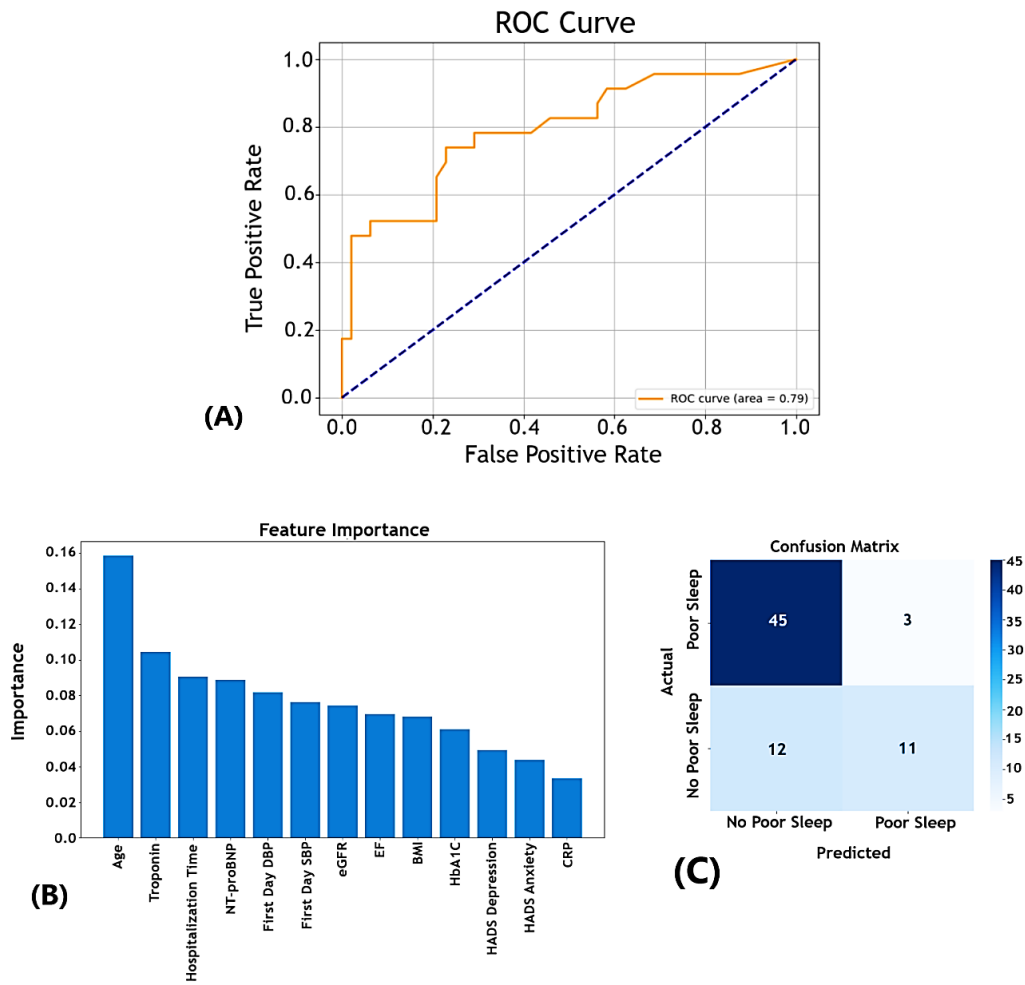 ROC Curve
True Positive Rate
1.0
0.8
0.6
0.4
0.2
0.0
ROC curve (area = 0.79)
0.0 0.2 0.4 0.6 0.8 1.0
False Positive Rate
(A)
Feature Importance
Importance
0.16
0.14
0.12
0.10
0.08
0.06
0.04
0.02
0.0
Age
Troponin
Hospitalization Time
NT-proBNP
First Day DBP
First Day SBP
eGFR
EF
BMI
HbA1C
HADS Depression
HADS Anxiety
CRP
(B)
Confusion Matrix
Actual
Poor Sleep
No Poor Sleep
45 3
12 11
No Poor Sleep Poor Sleep
Predicted
45
40
35
30
25
20
15
10
5
(C)